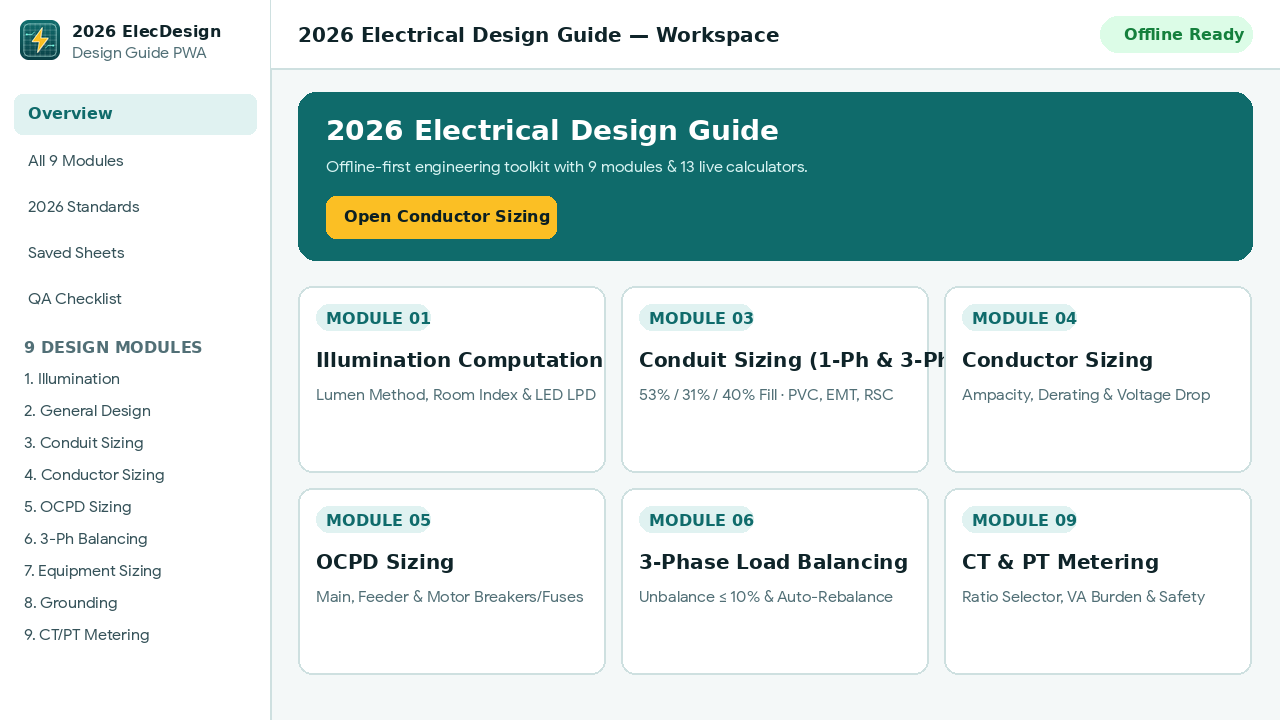 2026 ElecDesign
Design Guide PWA
Overview
All 9 Modules
2026 Standards
Saved Sheets
QA Checklist
9 DESIGN MODULES
1. Illumination
2. General Design
3. Conduit Sizing
4. Conductor Sizing
5. OCPD Sizing
6. 3-Ph Balancing
7. Equipment Sizing
8. Grounding
9. CT/PT Metering
2026 Electrical Design Guide — Workspace
Offline Ready
2026 Electrical Design Guide
Offline-first engineering toolkit with 9 modules & 13 live calculators.
Open Conductor Sizing
MODULE 01
Illumination Computation
Lumen Method, Room Index & LED LPD
MODULE 03
Conduit Sizing (1-Ph & 3-Ph
53% / 31% / 40% Fill · PVC, EMT, RSC
MODULE 04
Conductor Sizing
Ampacity, Derating & Voltage Drop
MODULE 05
OCPD Sizing
Main, Feeder & Motor Breakers/Fuses
MODULE 06
3-Phase Load Balancing
Unbalance ≤ 10% & Auto-Rebalance
MODULE 09
CT & PT Metering
Ratio Selector, VA Burden & Safety